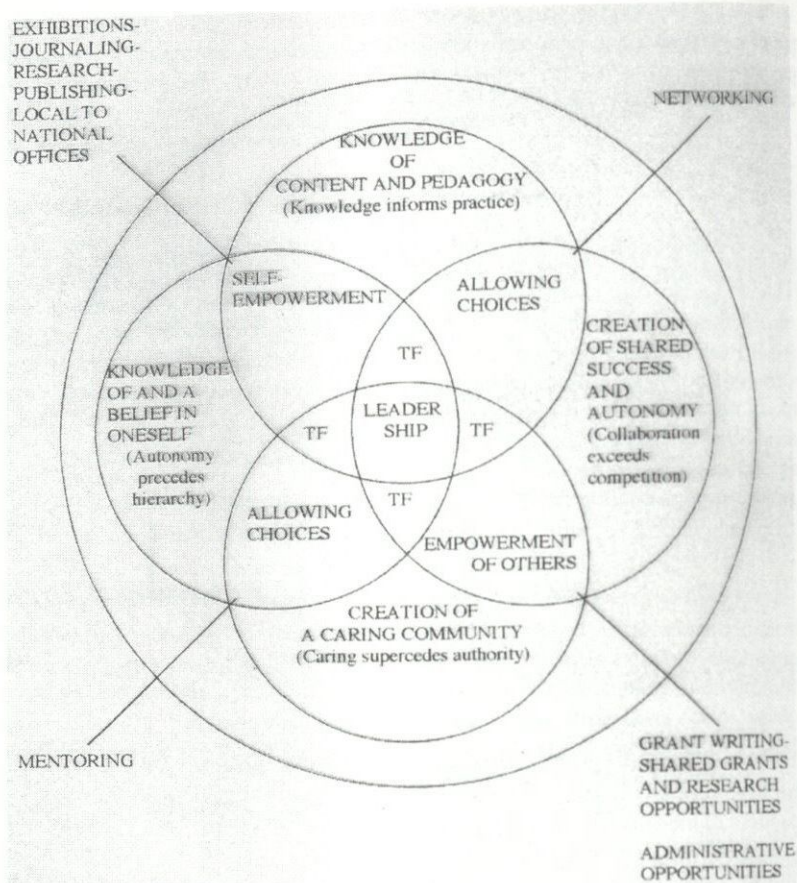 EXHIBITIONS-
JOURNALING-
RESEARCH-
PUBLISHING-
LOCAL TO
NATIONAL
OFFICES
NETWORKING
KNOWLEDGE
OF
CONTENT AND PEDAGOGY
(Knowledge informs practice)
SELF-
EMPOWERMENT
ALLOWING
CHOICES
TF
KNOWLEDGE
OF AND A
BELIEF IN
ONESELF
(Autonomy
precedes
hierarchy)
TF
LEADER
SHIP
TF
CREATION
OF SHARED
SUCCESS
AND
AUTONOMY
(Collaboration
exceeds
competition)
TF
ALLOWING
CHOICES
EMPOWERMENT
OF OTHERS
CREATION OF
A CARING COMMUNITY
(Caring supercedes authority)
MENTORING
GRANT WRITING-
SHARED GRANTS
AND RESEARCH
OPPORTUNITIES
ADMINISTRATIVE
OPPORTUNITIES